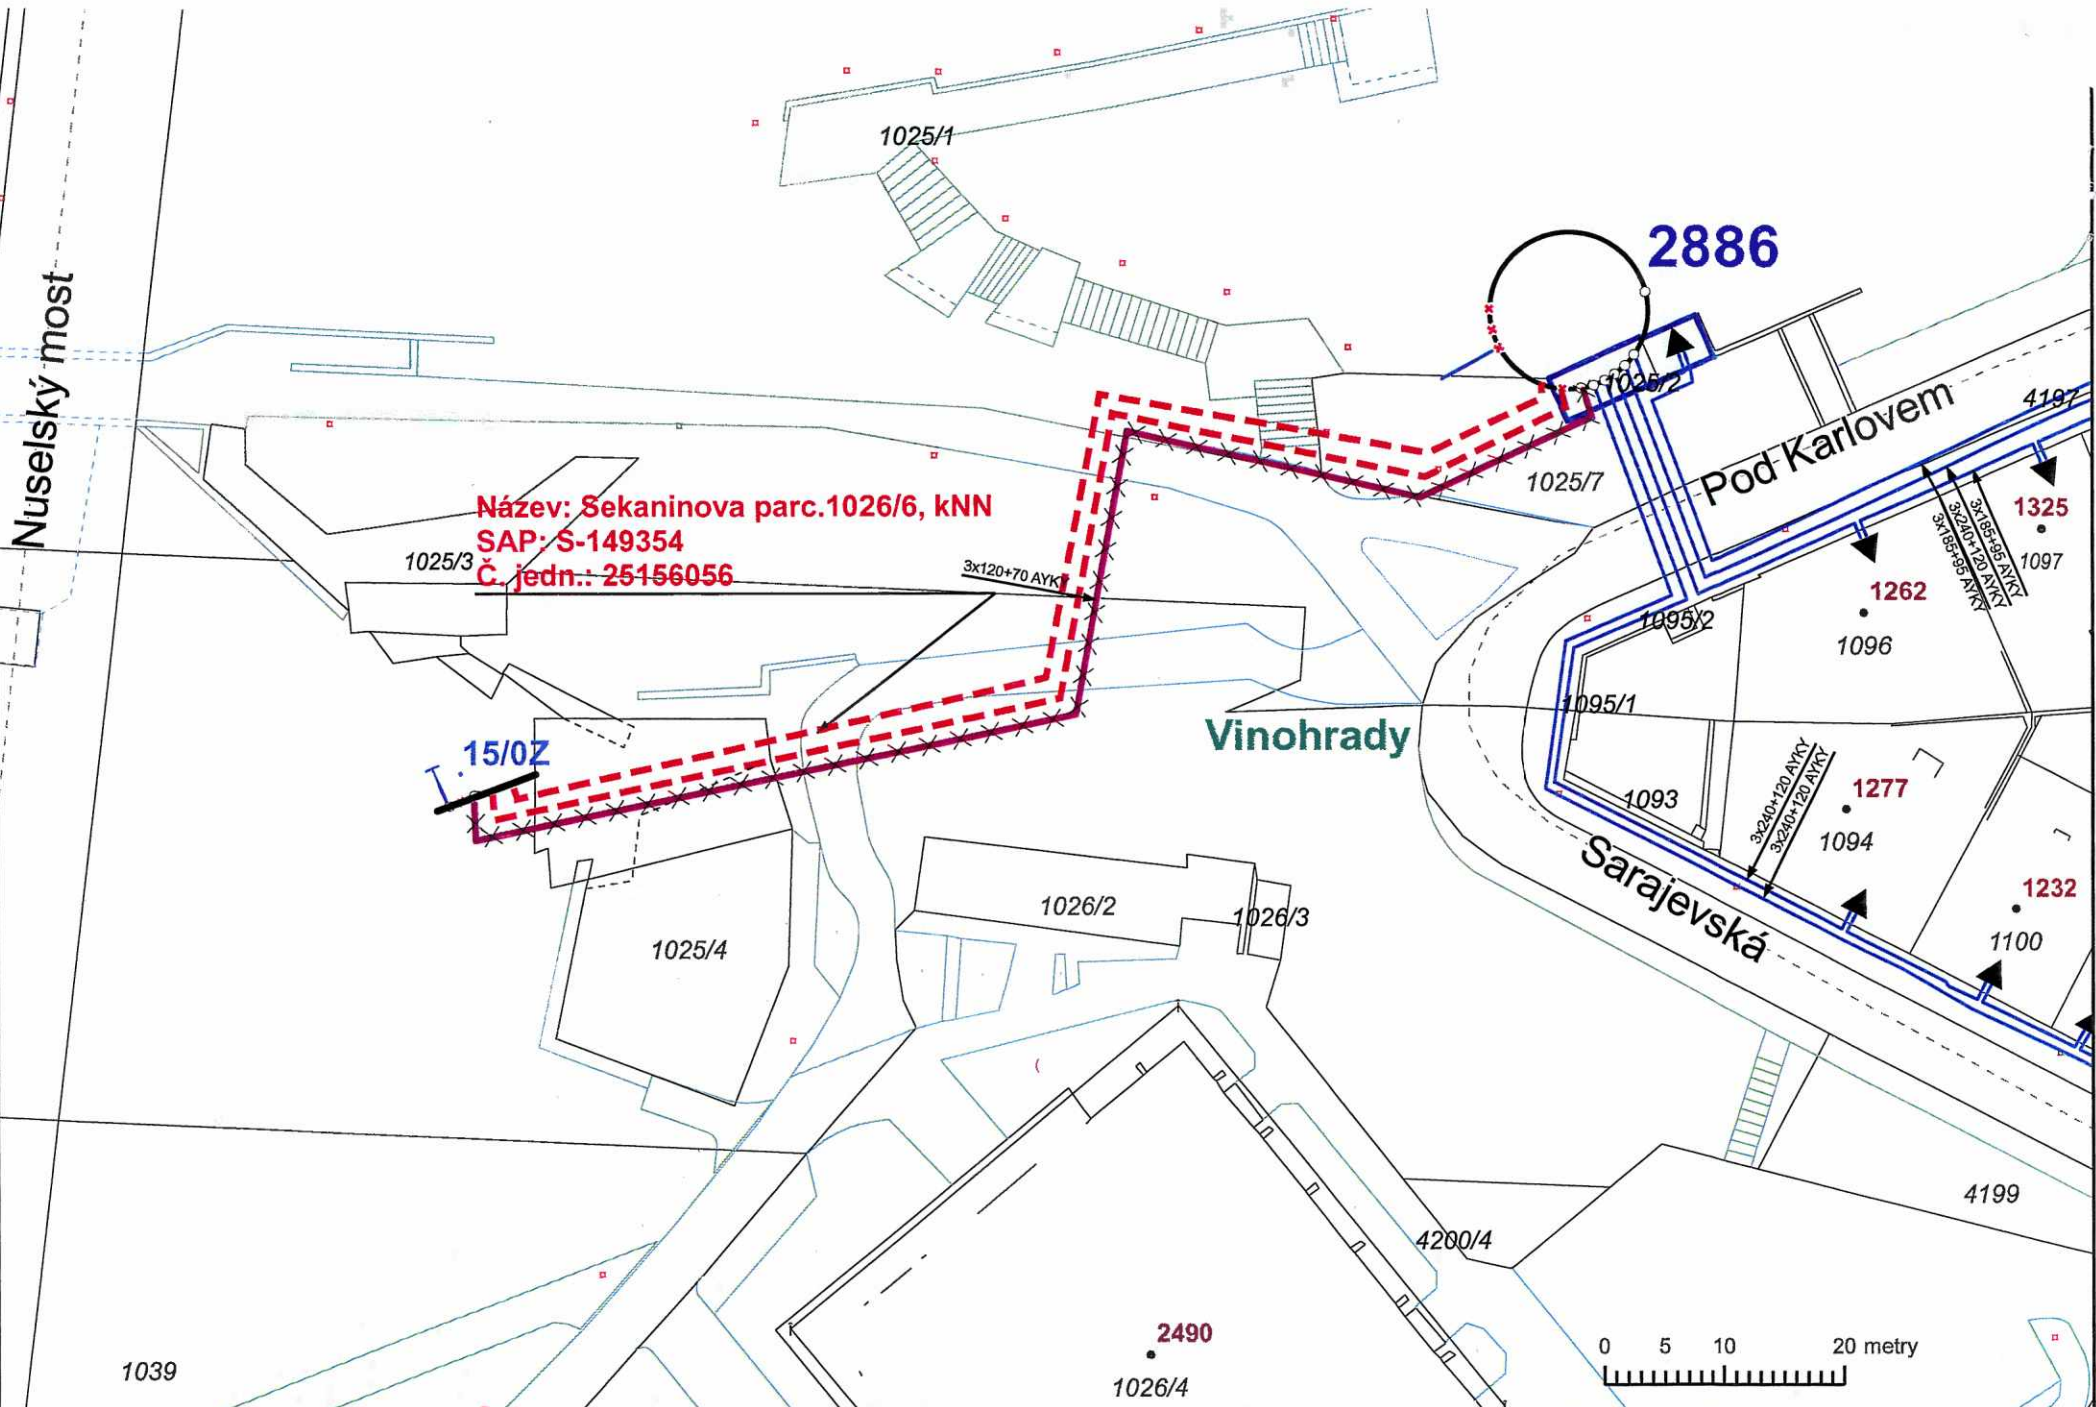 1025/1
2886
1025/2
4197
Nuselský most
Pod Karlovem
1025/7
Název: Sekaninova parc.1026/6, kNN
SAP: S-149354
Č. jedn.: 25156056
1025/3
3x120+70 AYKY
3x185+95 AYKY
3x240+120 AYKY
3x185+95 AYKY
1325
1097
1262
1096
1095/2
1095/1
Vinohrady
.15/0Z
3x240+120 AYKY
3x240+120 AYKY
1277
1093
1094
Sarajevská
1232
1100
1026/2
1026/3
1025/4
4199
4200/4
2490
1026/4
1039
0 5 10 20 metry